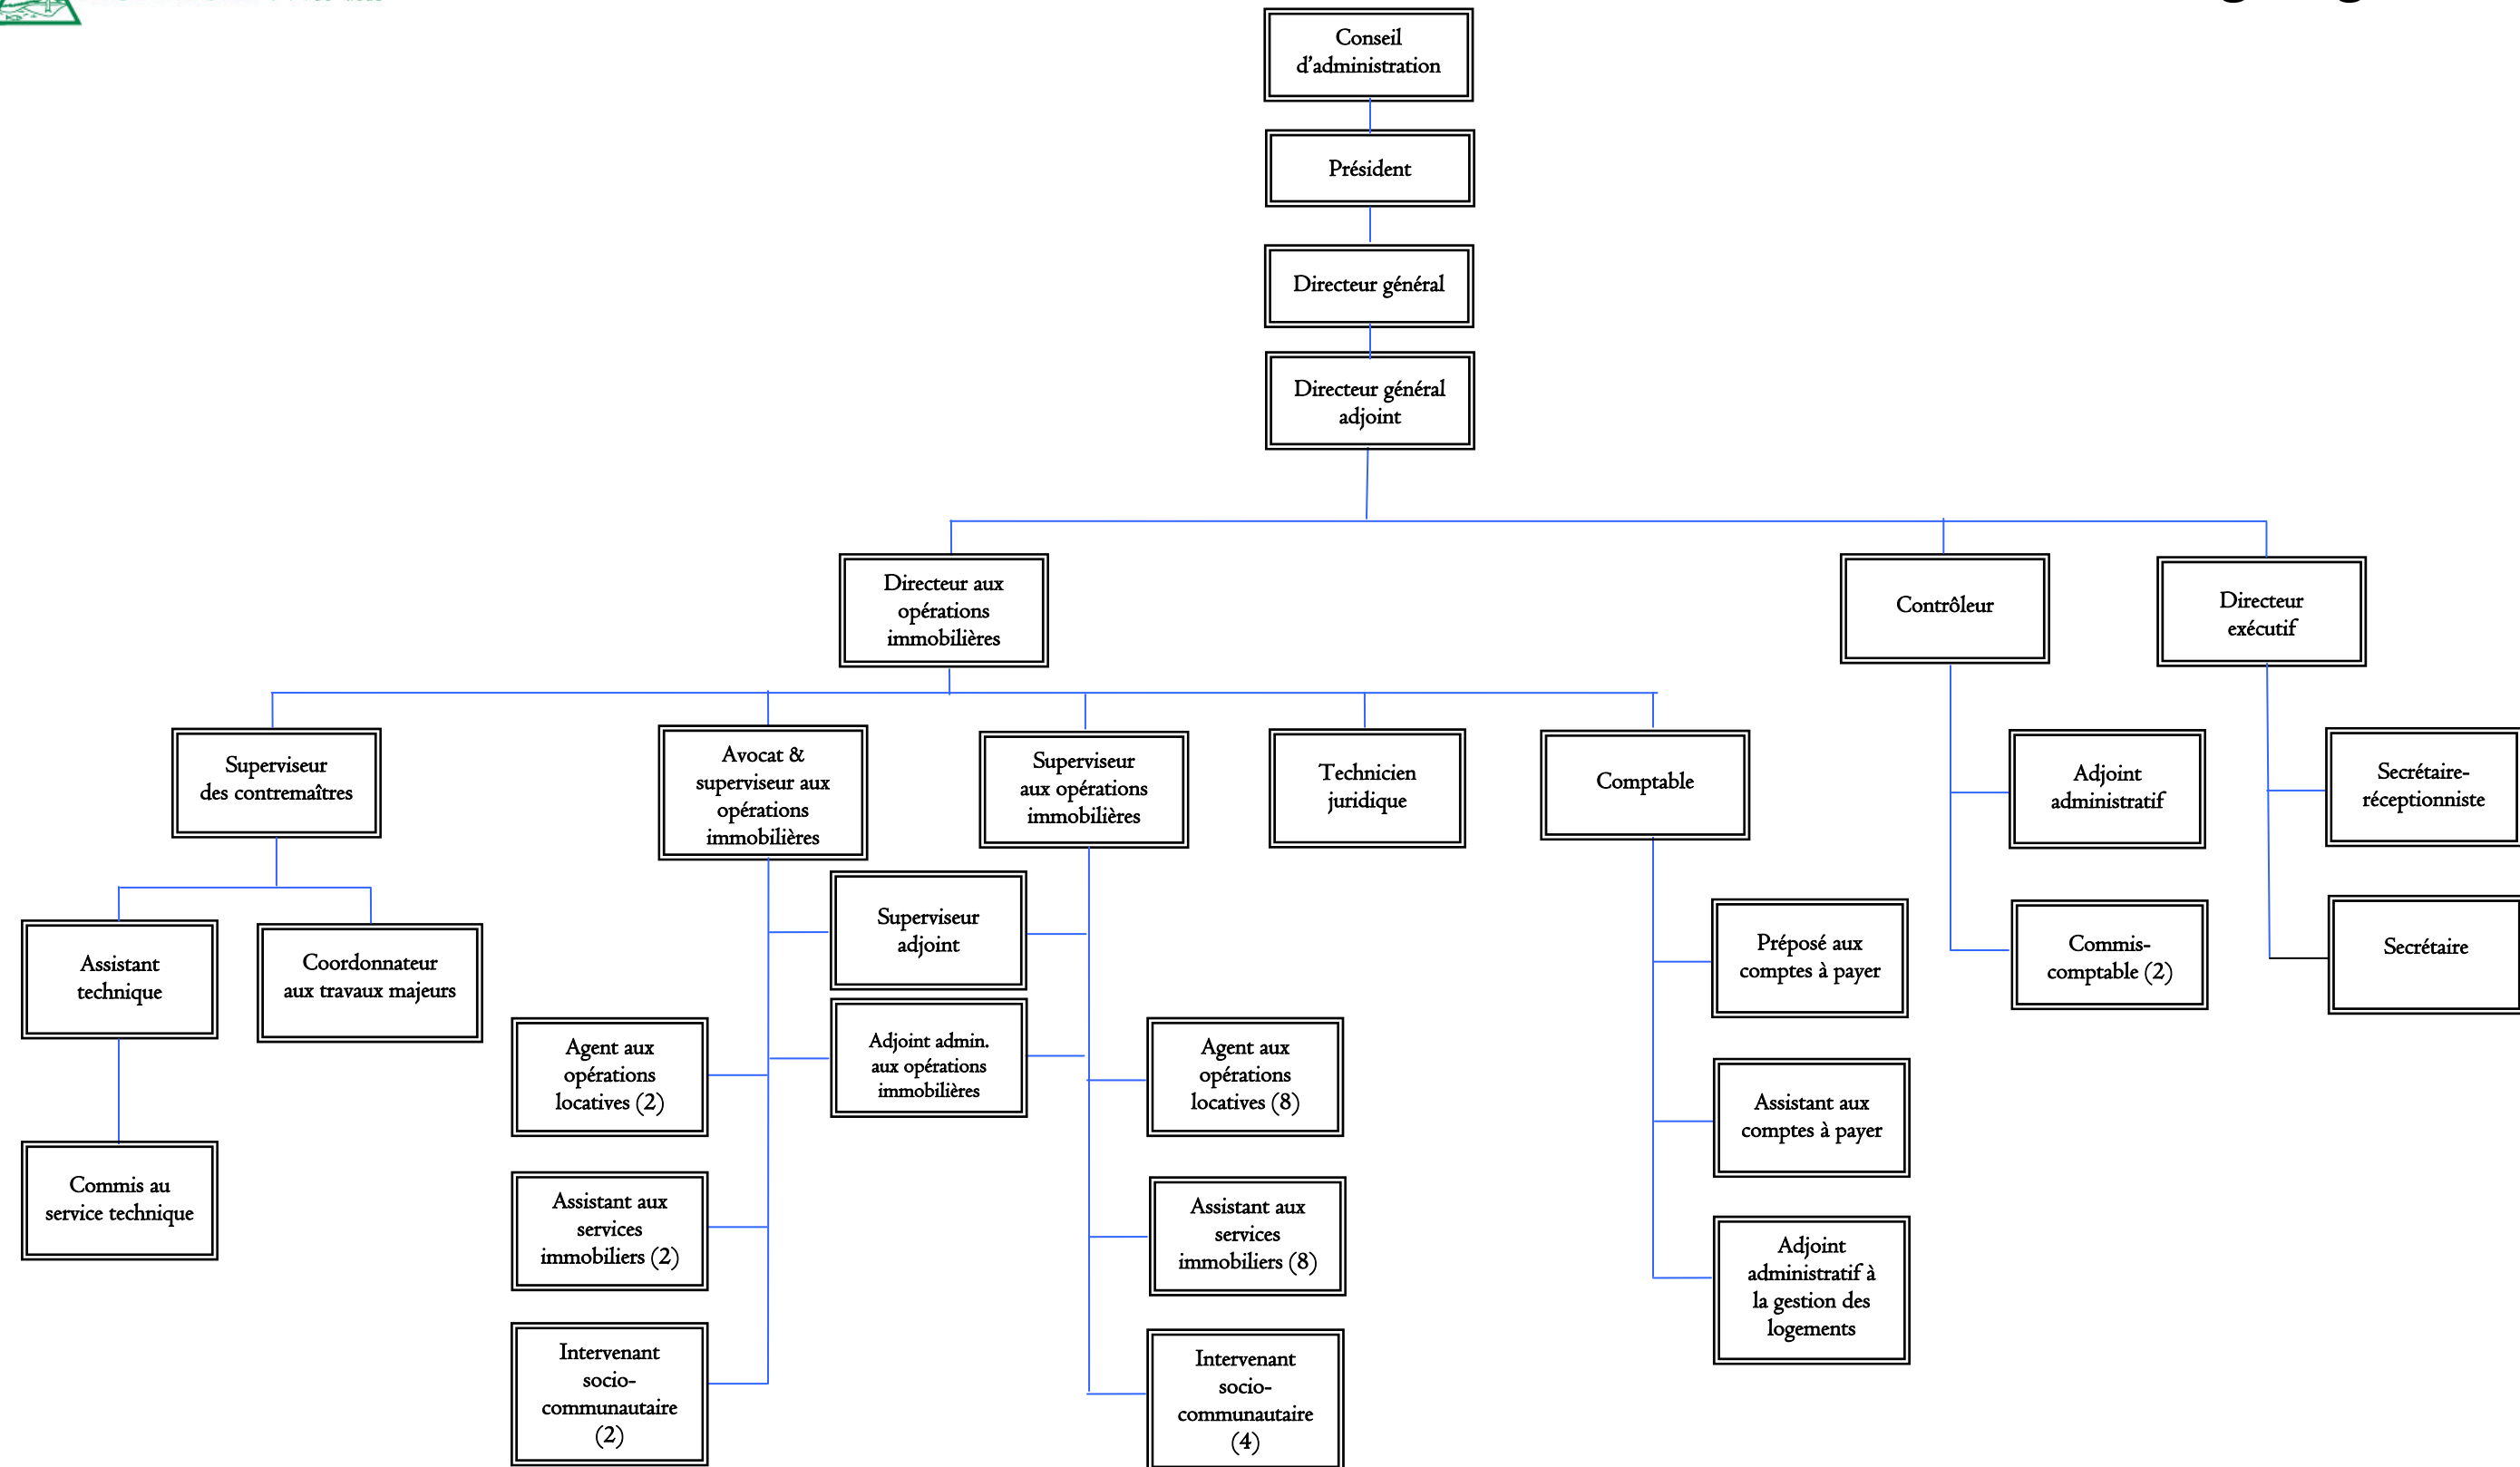 Conseil
d'administration
Président
Directeur général
Directeur général
adjoint
Directeur aux
opérations
immobilières
Contrôleur
Directeur
exécutif
Superviseur
des contremaîtres
Avocat &
superviseur aux
opérations
immobilières
Superviseur
aux opérations
immobilières
Technicien
juridique
Comptable
Adjoint
administratif
Secrétaire-
réceptionniste
Superviseur
adjoint
Assistant
technique
Coordonnateur
aux travaux majeurs
Préposé aux
comptes à payer
Commis-
comptable (2)
Secrétaire
Agent aux
opérations
locatives (2)
Adjoint admin.
aux opérations
immobilières
Agent aux
opérations
locatives (8)
Assistant aux
comptes à payer
Commis au
service technique
Assistant aux
services
immobiliers (2)
Assistant aux
services
immobiliers (8)
Adjoint
administratif à
la gestion des
logements
Intervenant
socio-
communautaire
(2)
Intervenant
socio-
communautaire
(4)